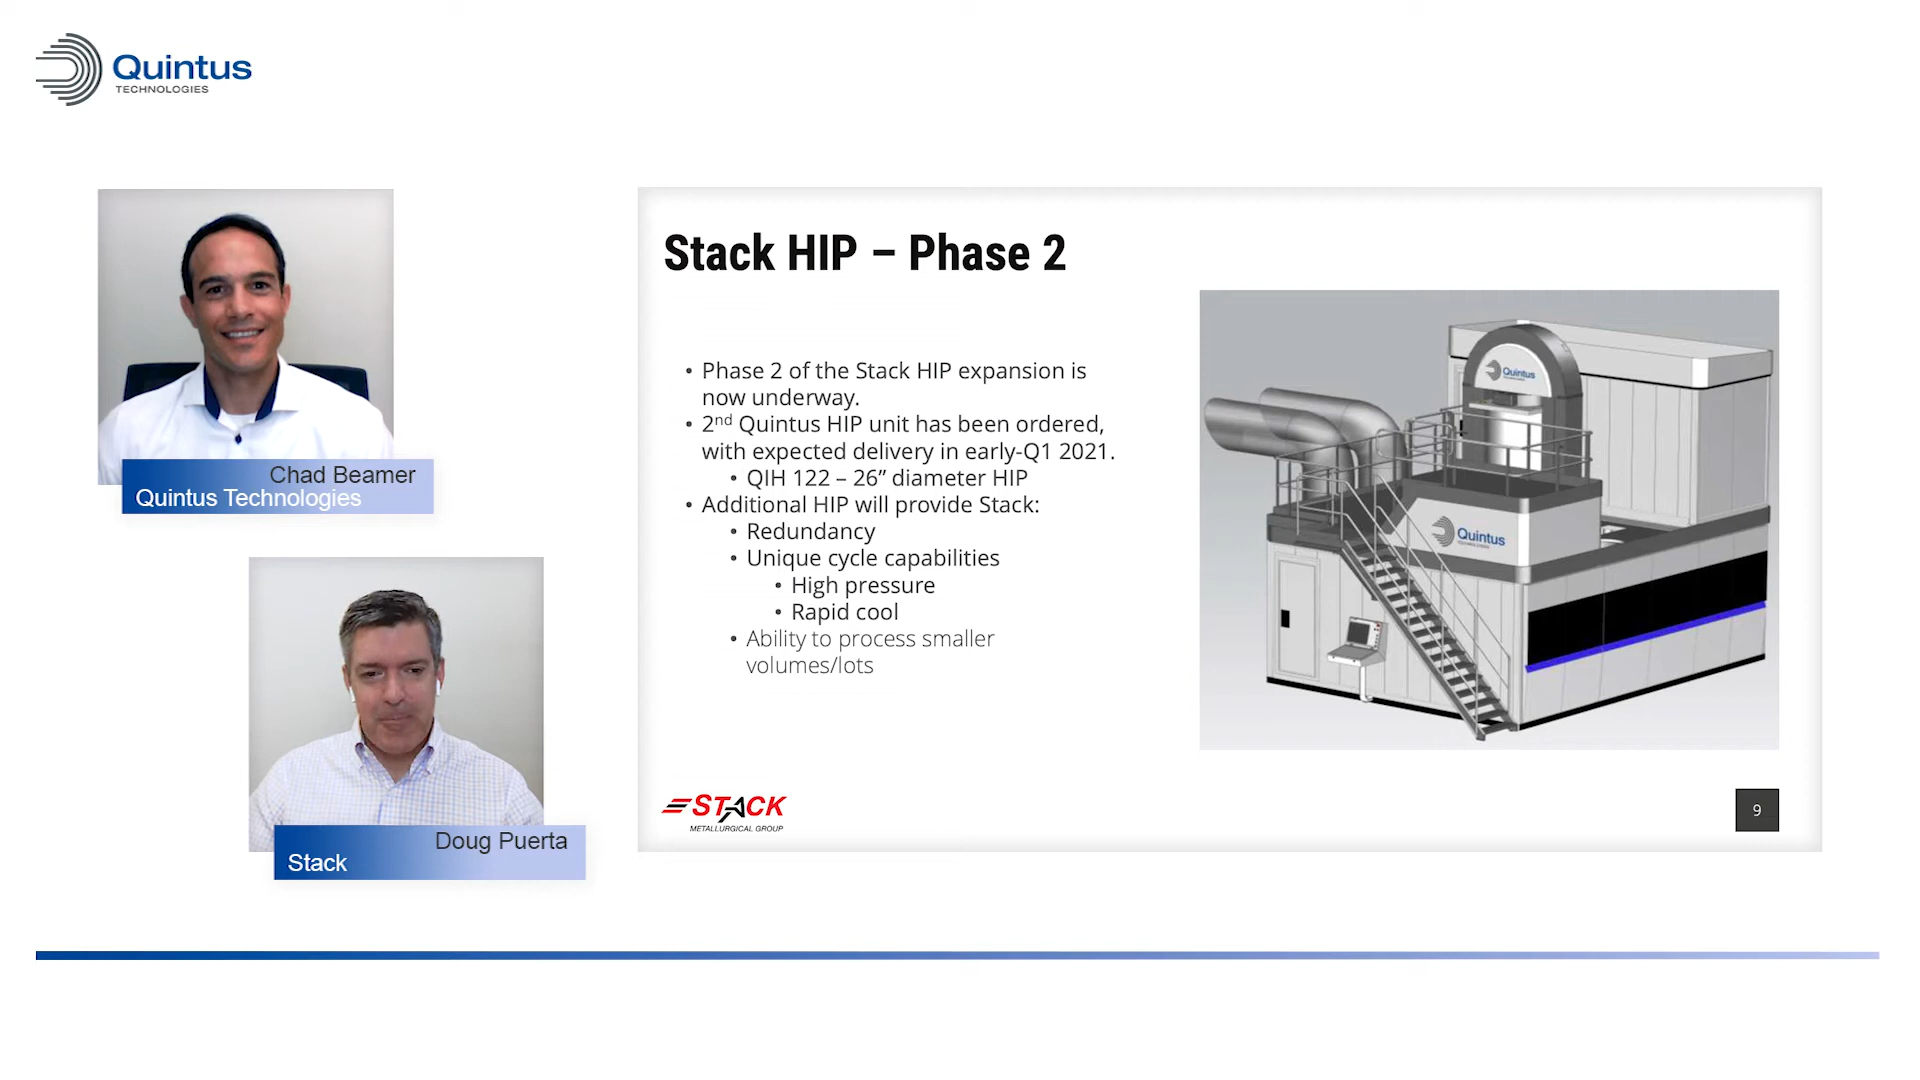 Quintus
TECHNOLOGIES
Chad Beamer
Quintus Technologies
Doug Puerta
Stack
Stack HIP – Phase 2
• Phase 2 of the Stack HIP expansion is
now underway.
• 2nd Quintus HIP unit has been ordered,
with expected delivery in early-Q1 2021.
• QIH 122 – 26” diameter HIP
• Additional HIP will provide Stack:
• Redundancy
• Unique cycle capabilities
• High pressure
• Rapid cool
• Ability to process smaller
volumes/lots
Quintus
Quintus
TECHNOLOGIES
STACK
METALLURGICAL GROUP
9